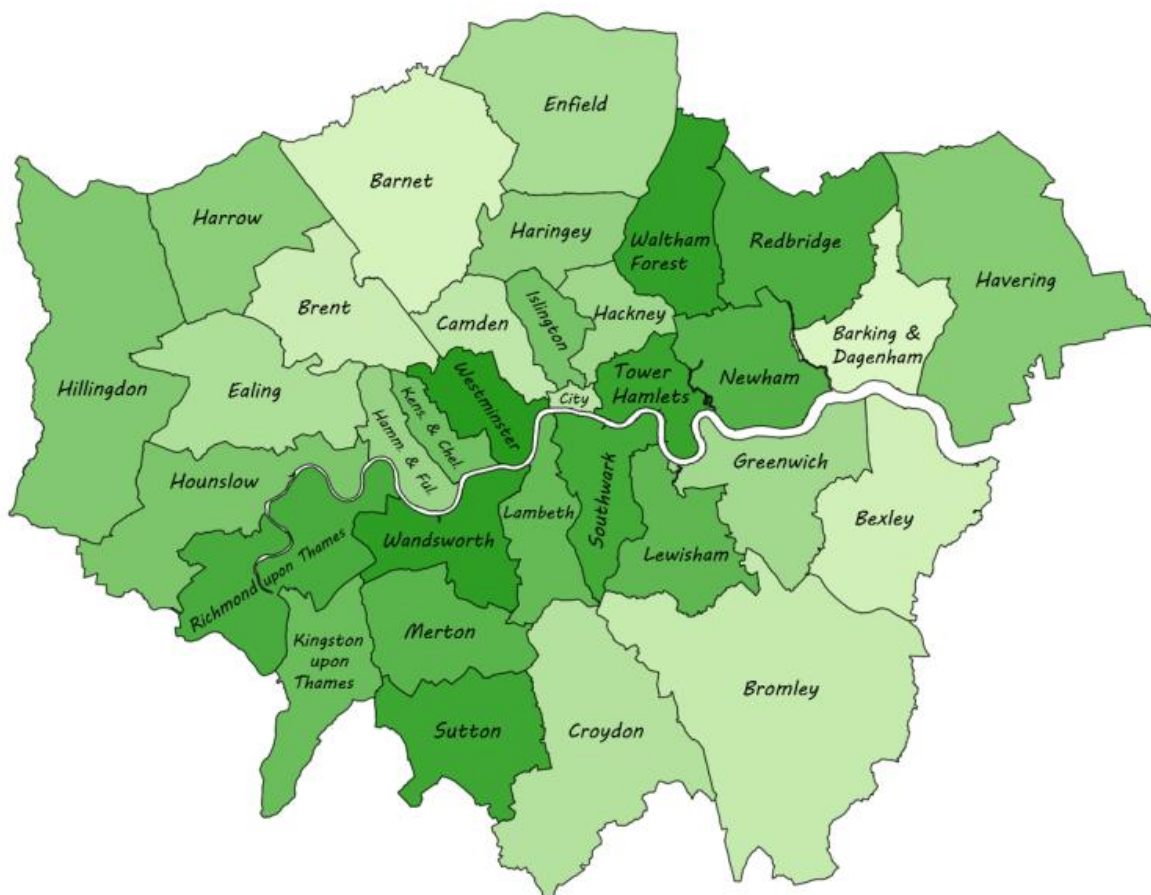 Enfield
Barnet
Harrow
Haringey
Waltham
Forest
Redbridge
Havering
Brent
Camden
Islington
Hackney
Barking &
Dagenham
Hillingdon
Ealing
Westminster
Kens. & Chel.
Hamm. & Ful.
City
Tower
Hamlets
Newham
Hounslow
Greenwich
Bexley
Richmond upon Thames
Wandsworth
Lambeth
Southwark
Lewisham
Kingston
upon
Thames
Merton
Sutton
Croydon
Bromley